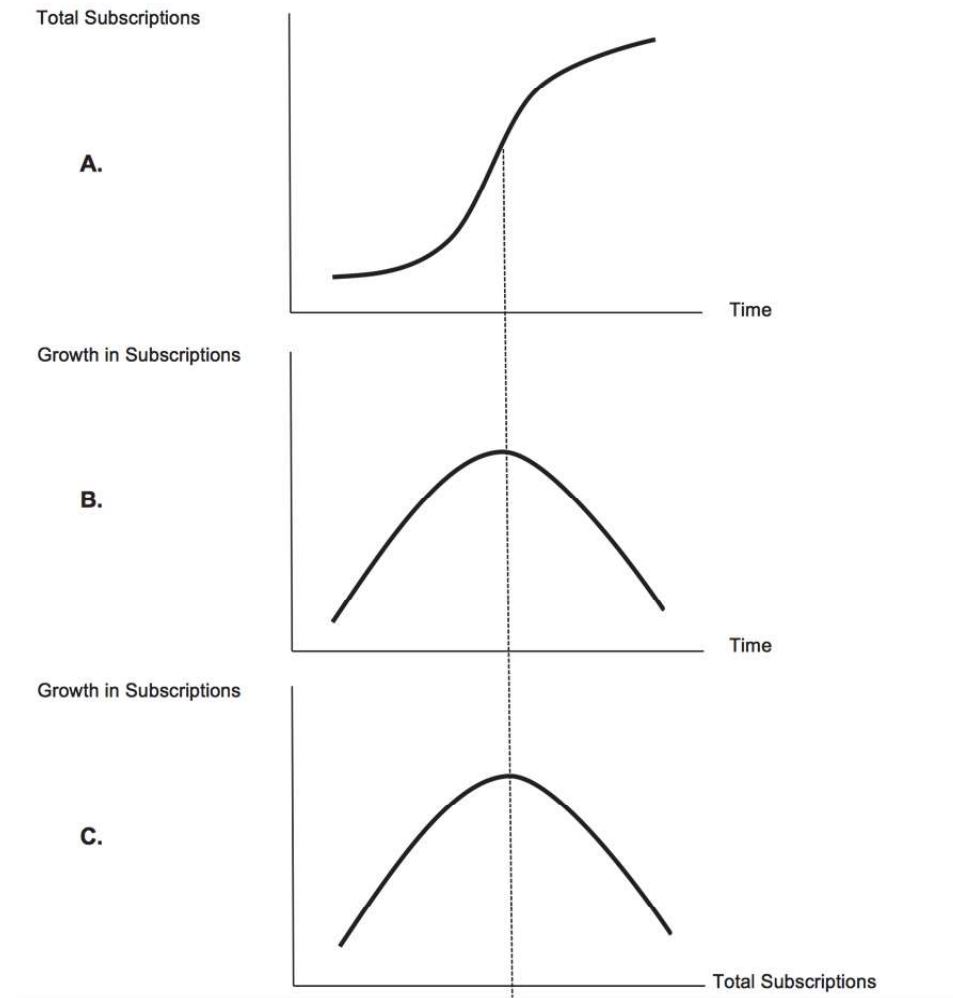 Total Subscriptions
A.
Time
Growth in Subscriptions
B.
Time
Growth in Subscriptions
C.
Total Subscriptions